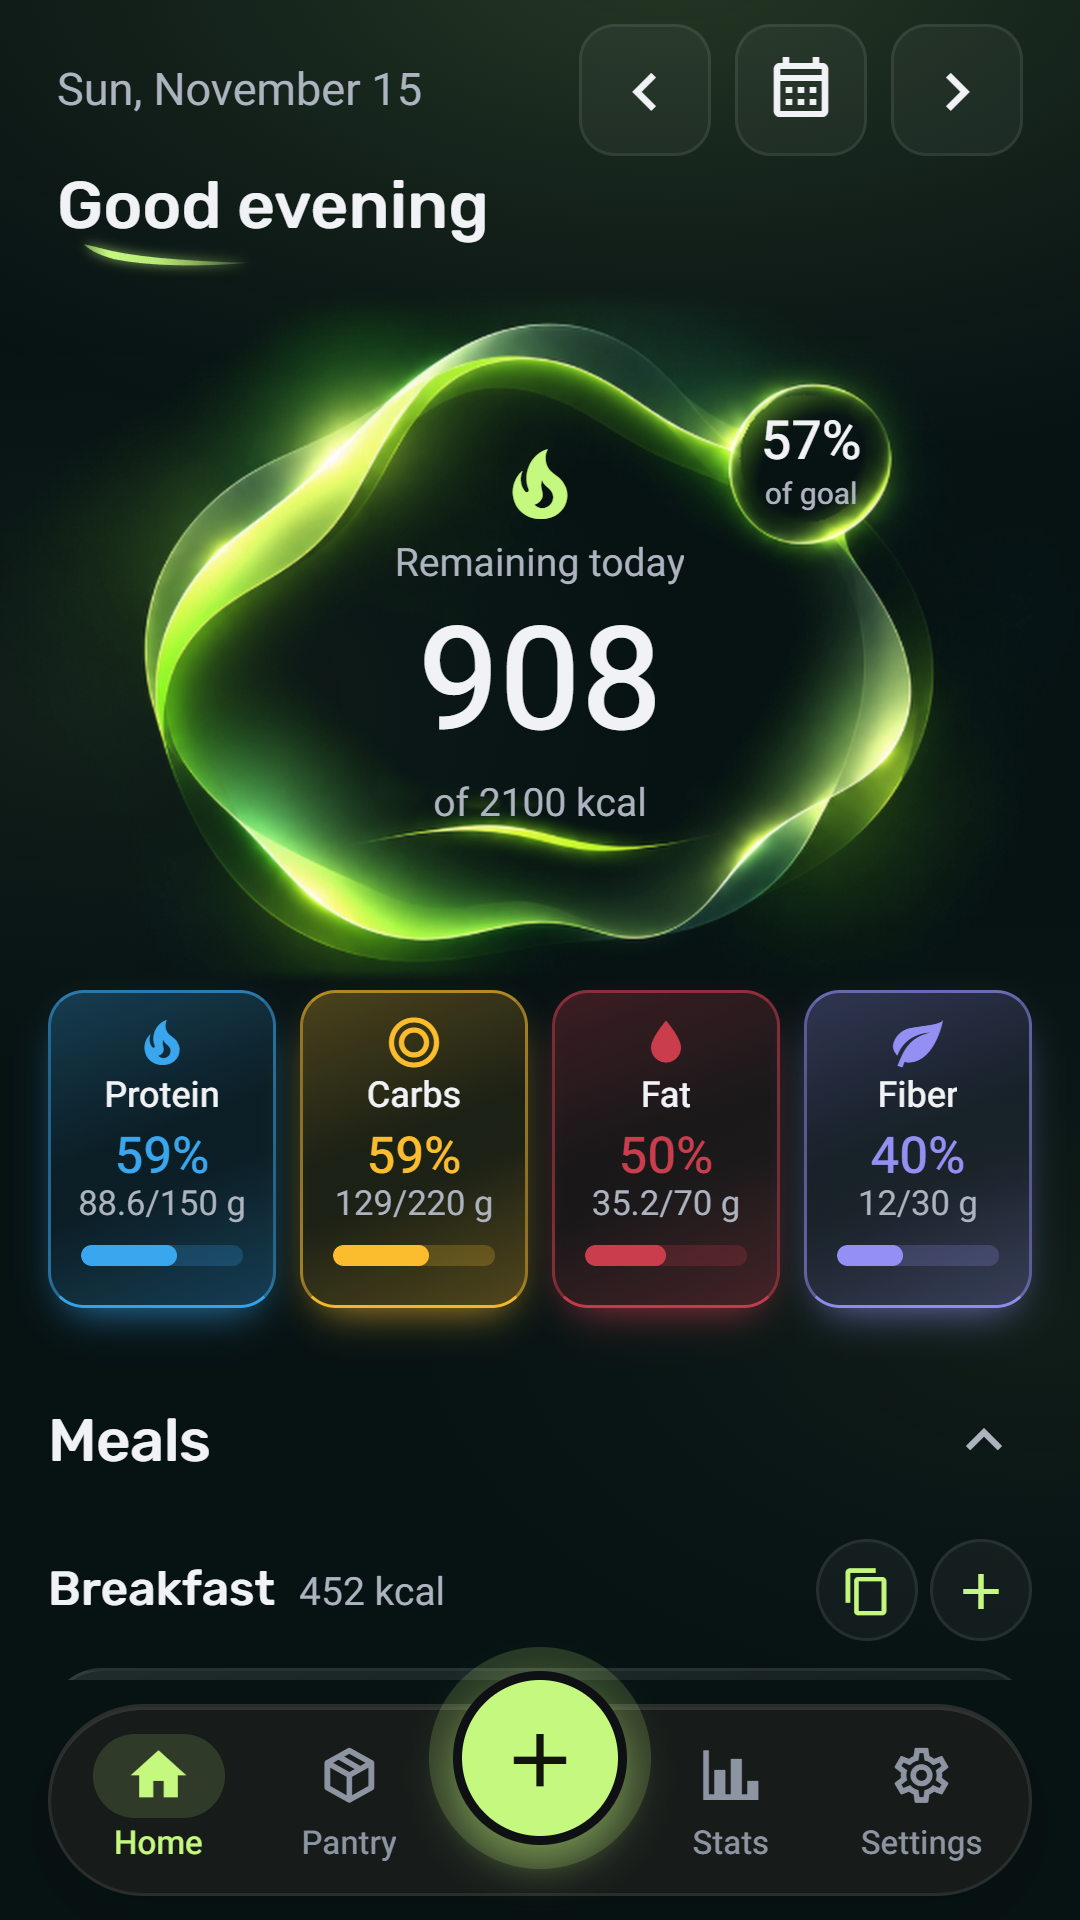 Sun, November 15
Good evening
57%
of goal
Remaining today
908
of 2100 kcal
Protein
59%
88.6/150 g
Carbs
59%
129/220 g
Fat
50%
35.2/70 g
Fiber
40%
12/30 g
Meals
Breakfast 452 kcal
Home
Pantry
Stats
Settings